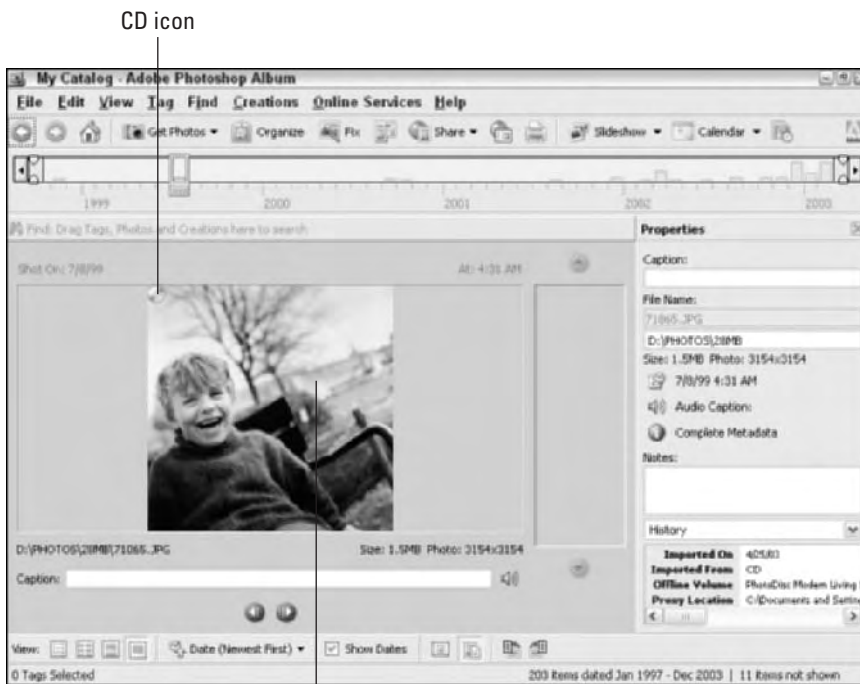 CD icon
My Catalog - Adobe Photoshop Album
File Edit View Tag Find Creations Online Services Help
Get Photos Organize Fix Share Slideshow Calendar
1999 2000 2001 2002 2003
Find: Drag Tags, Photos and Creations here to search
Properties
Shot On: 7/8/99 At: 4:31 AM
Caption:
File Name:
71065.JPG
D:\PHOTOS\28MB
Size: 1.5MB Photo: 3154x3154
7/8/99 4:31 AM
Audio Caption:
Complete Metadata
Notes:
History
Imported On 4/25/03
Imported From CD
Offline Volume PhotoDisc Modern Living
Proxy Location C:\Documents and Settin
D:\PHOTOS\28MB\71065.JPG Size: 1.5MB Photo: 3154x3154
Caption:
View: Date (Newest First) Show Dates
0 Tags Selected 203 items dated Jan 1997 - Dec 2003 | 11 items not shown